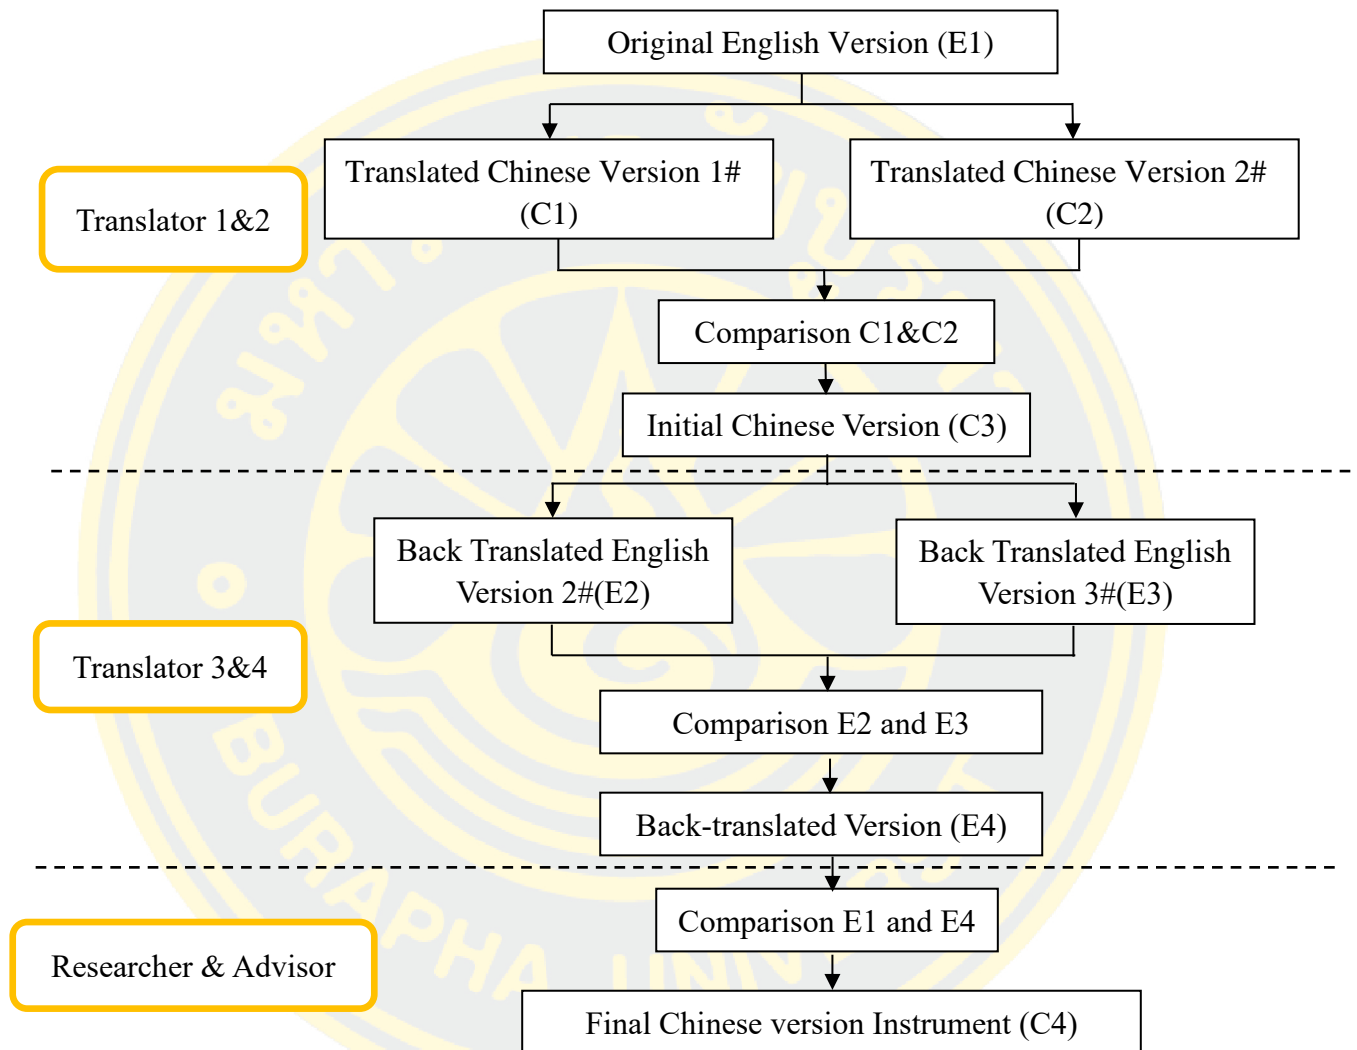 Original English Version (E1)
Translated Chinese Version 1#
(C1)
Translated Chinese Version 2#
(C2)
Translator 1&2
Comparison C1&C2
Initial Chinese Version (C3)
Back Translated English
Version 2#(E2)
Back Translated English
Version 3#(E3)
Translator 3&4
Comparison E2 and E3
Back-translated Version (E4)
Comparison E1 and E4
Researcher & Advisor
Final Chinese version Instrument (C4)
BURAPHA